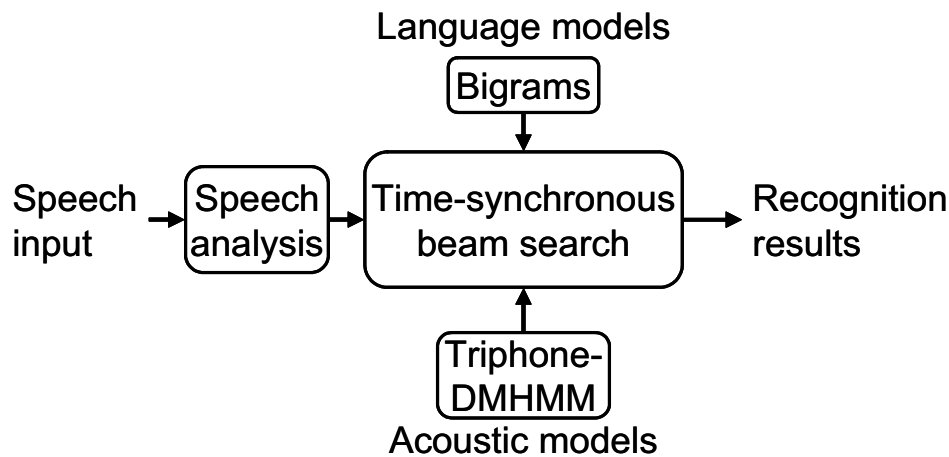 Language models
Bigrams
Speech
input
Speech
analysis
Time-synchronous
beam search
Recognition
results
Triphone-
DMHMM
Acoustic models